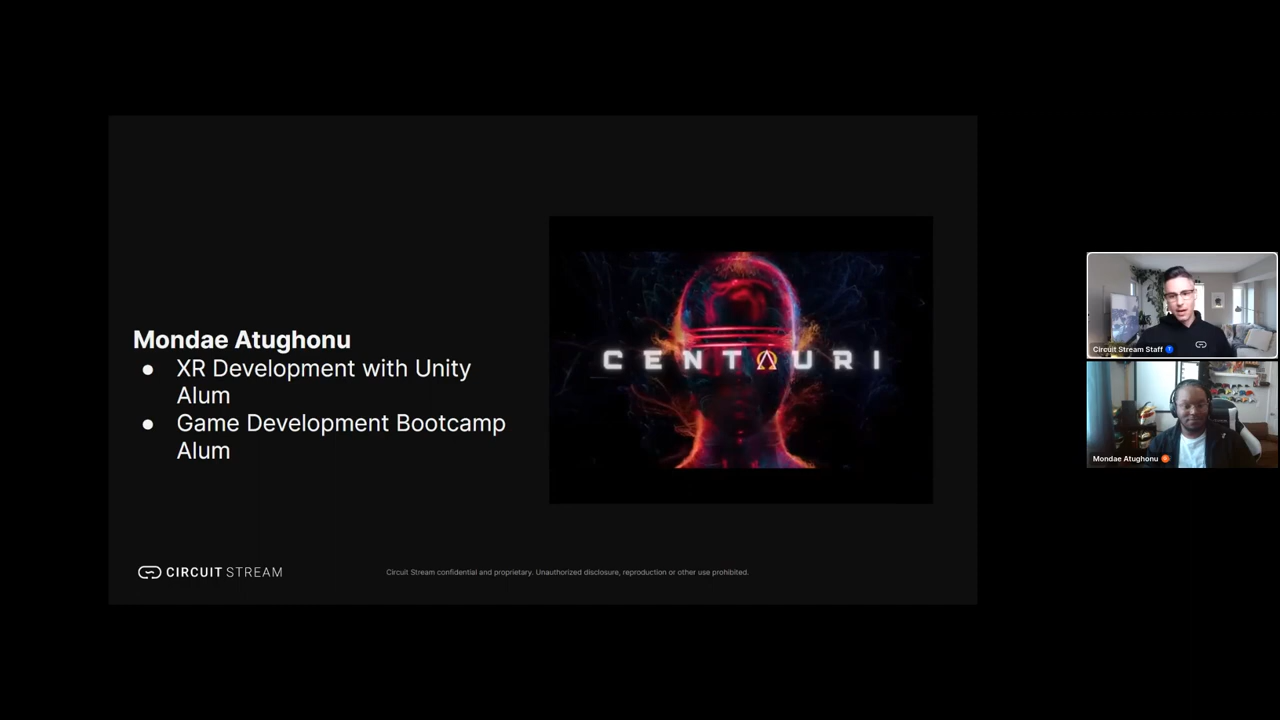 Mondae Atughonu
● XR Development with Unity
Alum
● Game Development Bootcamp
Alum
CENTAURI
CIRCUIT STREAM
Circuit Stream confidential and proprietary. Unauthorized disclosure, reproduction or other use prohibited.
Circuit Stream Staff
Mondae Atughonu